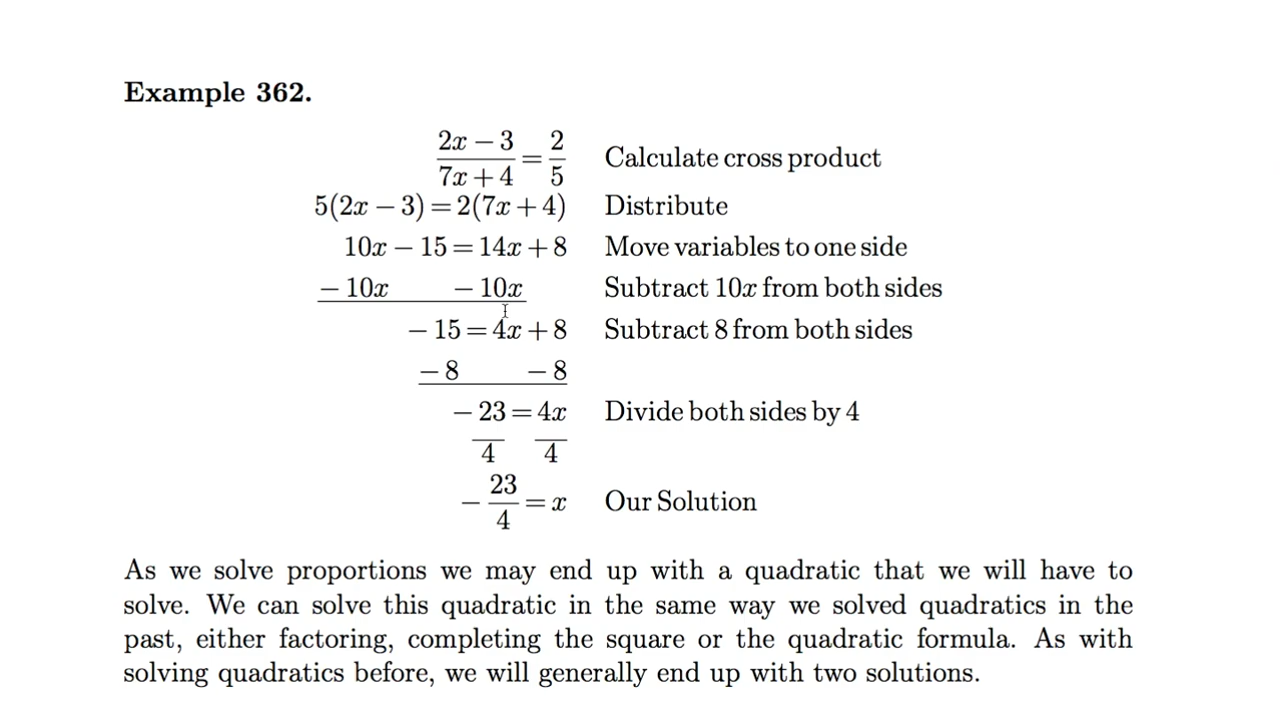 Example 362.
(2x − 3)/(7x + 4) = 2/5 Calculate cross product
5(2x − 3) = 2(7x + 4) Distribute
10x − 15 = 14x + 8 Move variables to one side
− 10x − 10x Subtract 10x from both sides
− 15 = 4x + 8 Subtract 8 from both sides
− 8 − 8
− 23 = 4x Divide both sides by 4
4 4
− 23/4 = x Our Solution
As we solve proportions we may end up with a quadratic that we will have to
solve. We can solve this quadratic in the same way we solved quadratics in the
past, either factoring, completing the square or the quadratic formula. As with
solving quadratics before, we will generally end up with two solutions.